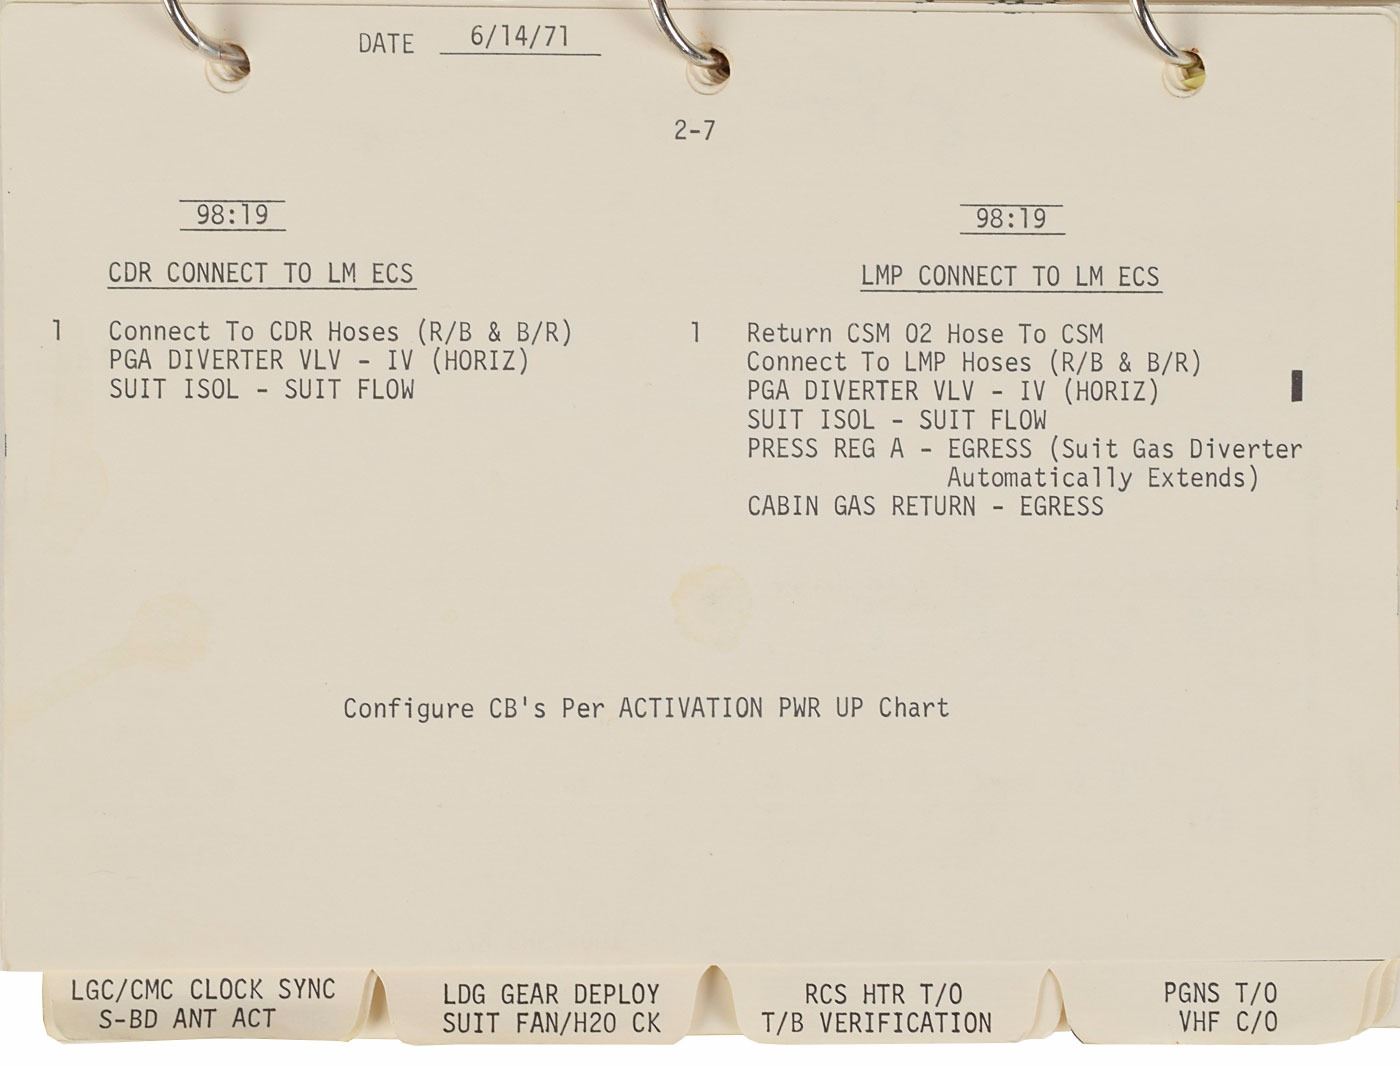 DATE 6/14/71
2-7
98:19
CDR CONNECT TO LM ECS
1 Connect To CDR Hoses (R/B & B/R)
PGA DIVERTER VLV - IV (HORIZ)
SUIT ISOL - SUIT FLOW
98:19
LMP CONNECT TO LM ECS
1 Return CSM O2 Hose To CSM
Connect To LMP Hoses (R/B & B/R)
PGA DIVERTER VLV - IV (HORIZ)
SUIT ISOL - SUIT FLOW
PRESS REG A - EGRESS (Suit Gas Diverter
Automatically Extends)
CABIN GAS RETURN - EGRESS
Configure CB's Per ACTIVATION PWR UP Chart
LGC/CMC CLOCK SYNC
S-BD ANT ACT
LDG GEAR DEPLOY
SUIT FAN/H2O CK
RCS HTR T/O
T/B VERIFICATION
PGNS T/O
VHF C/O